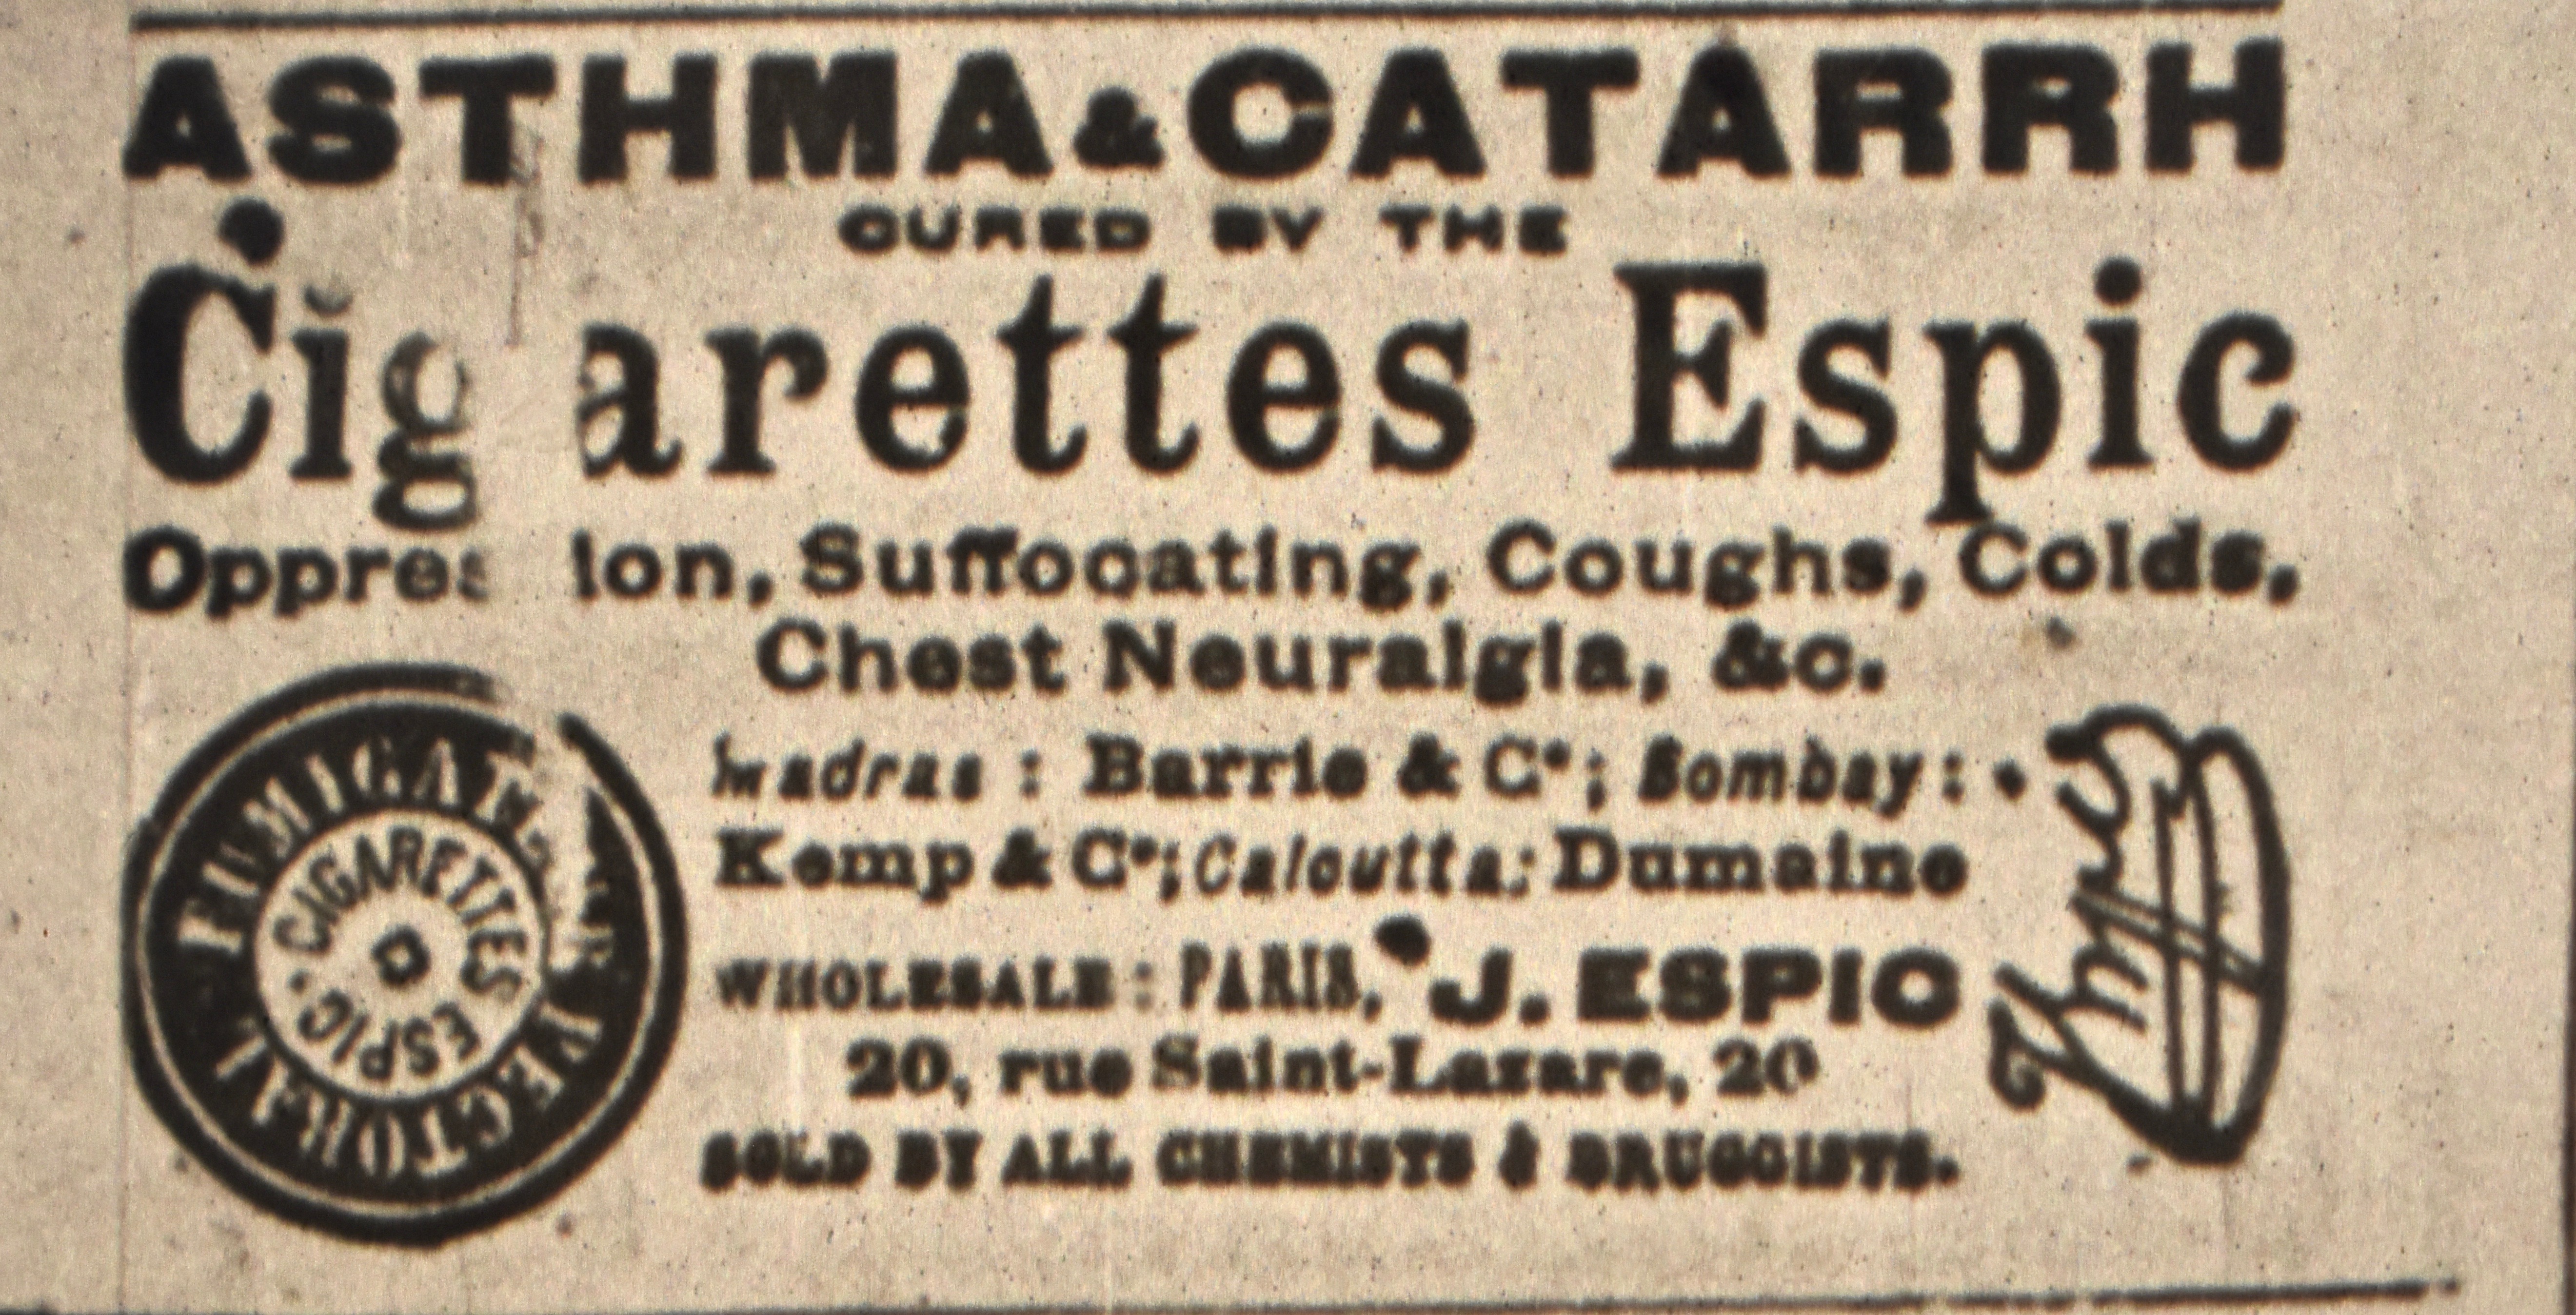 ASTHMA & CATARRH
CURED BY THE
Cigarettes Espic
Oppression, Suffocating, Coughs, Colds,
Chest Neuralgia, &c.
Madras : Barrie & Co; Bombay :
Kemp & Co; Calcutta: Dumaine
WHOLESALE : PARIS, J. ESPIC
20, rue Saint-Lazare, 20
SOLD BY ALL CHEMISTS & DRUGGISTS.
PECTORAL
CIGARETTES ESPIC